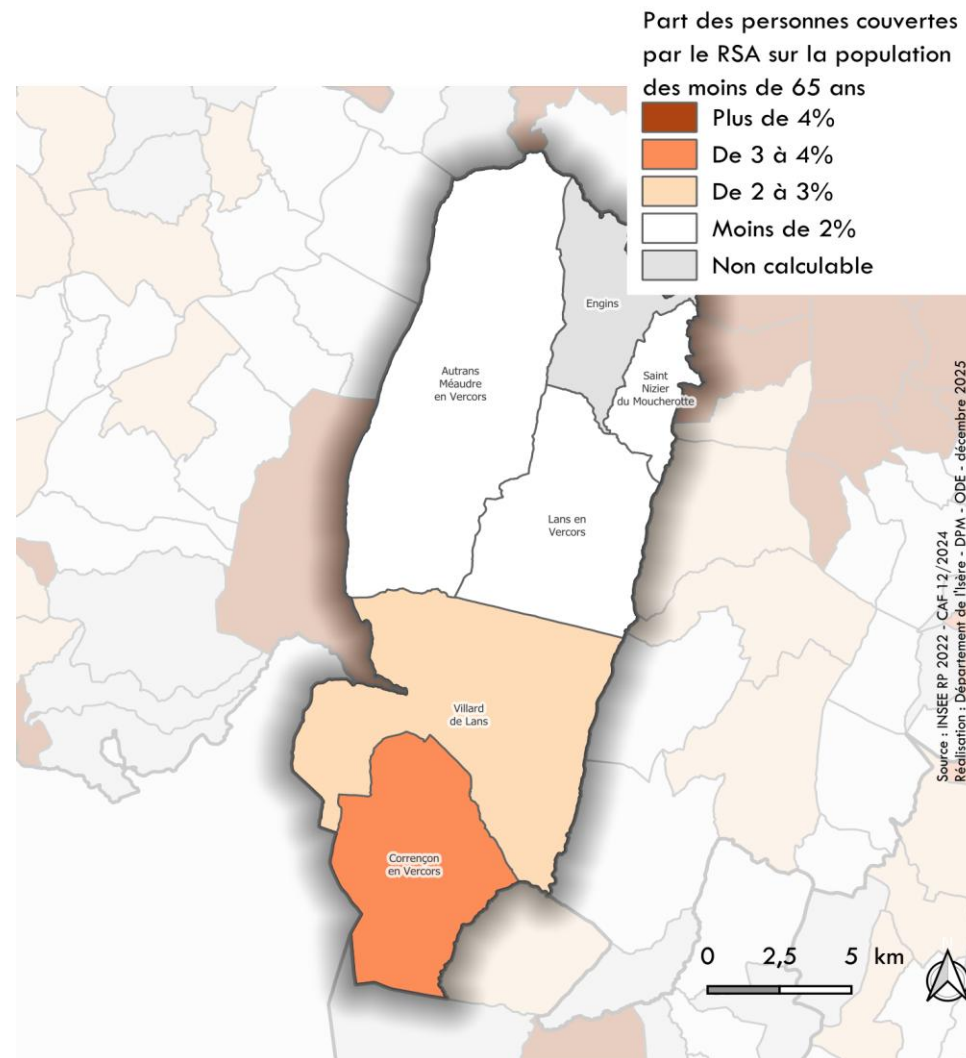 Part des personnes couvertes
par le RSA sur la population
des moins de 65 ans
Plus de 4%
De 3 à 4%
De 2 à 3%
Moins de 2%
Non calculable
Engins
Autrans
Méaudre
en Vercors
Saint
Nizier
du Moucherotte
Lans en
Vercors
Villard
de Lans
Corrençon
en Vercors
0 2,5 5 km
Source : INSEE RP 2022 - CAF 12/2024
Réalisation : Département de l'Isère - DPM - ODE - décembre 2025